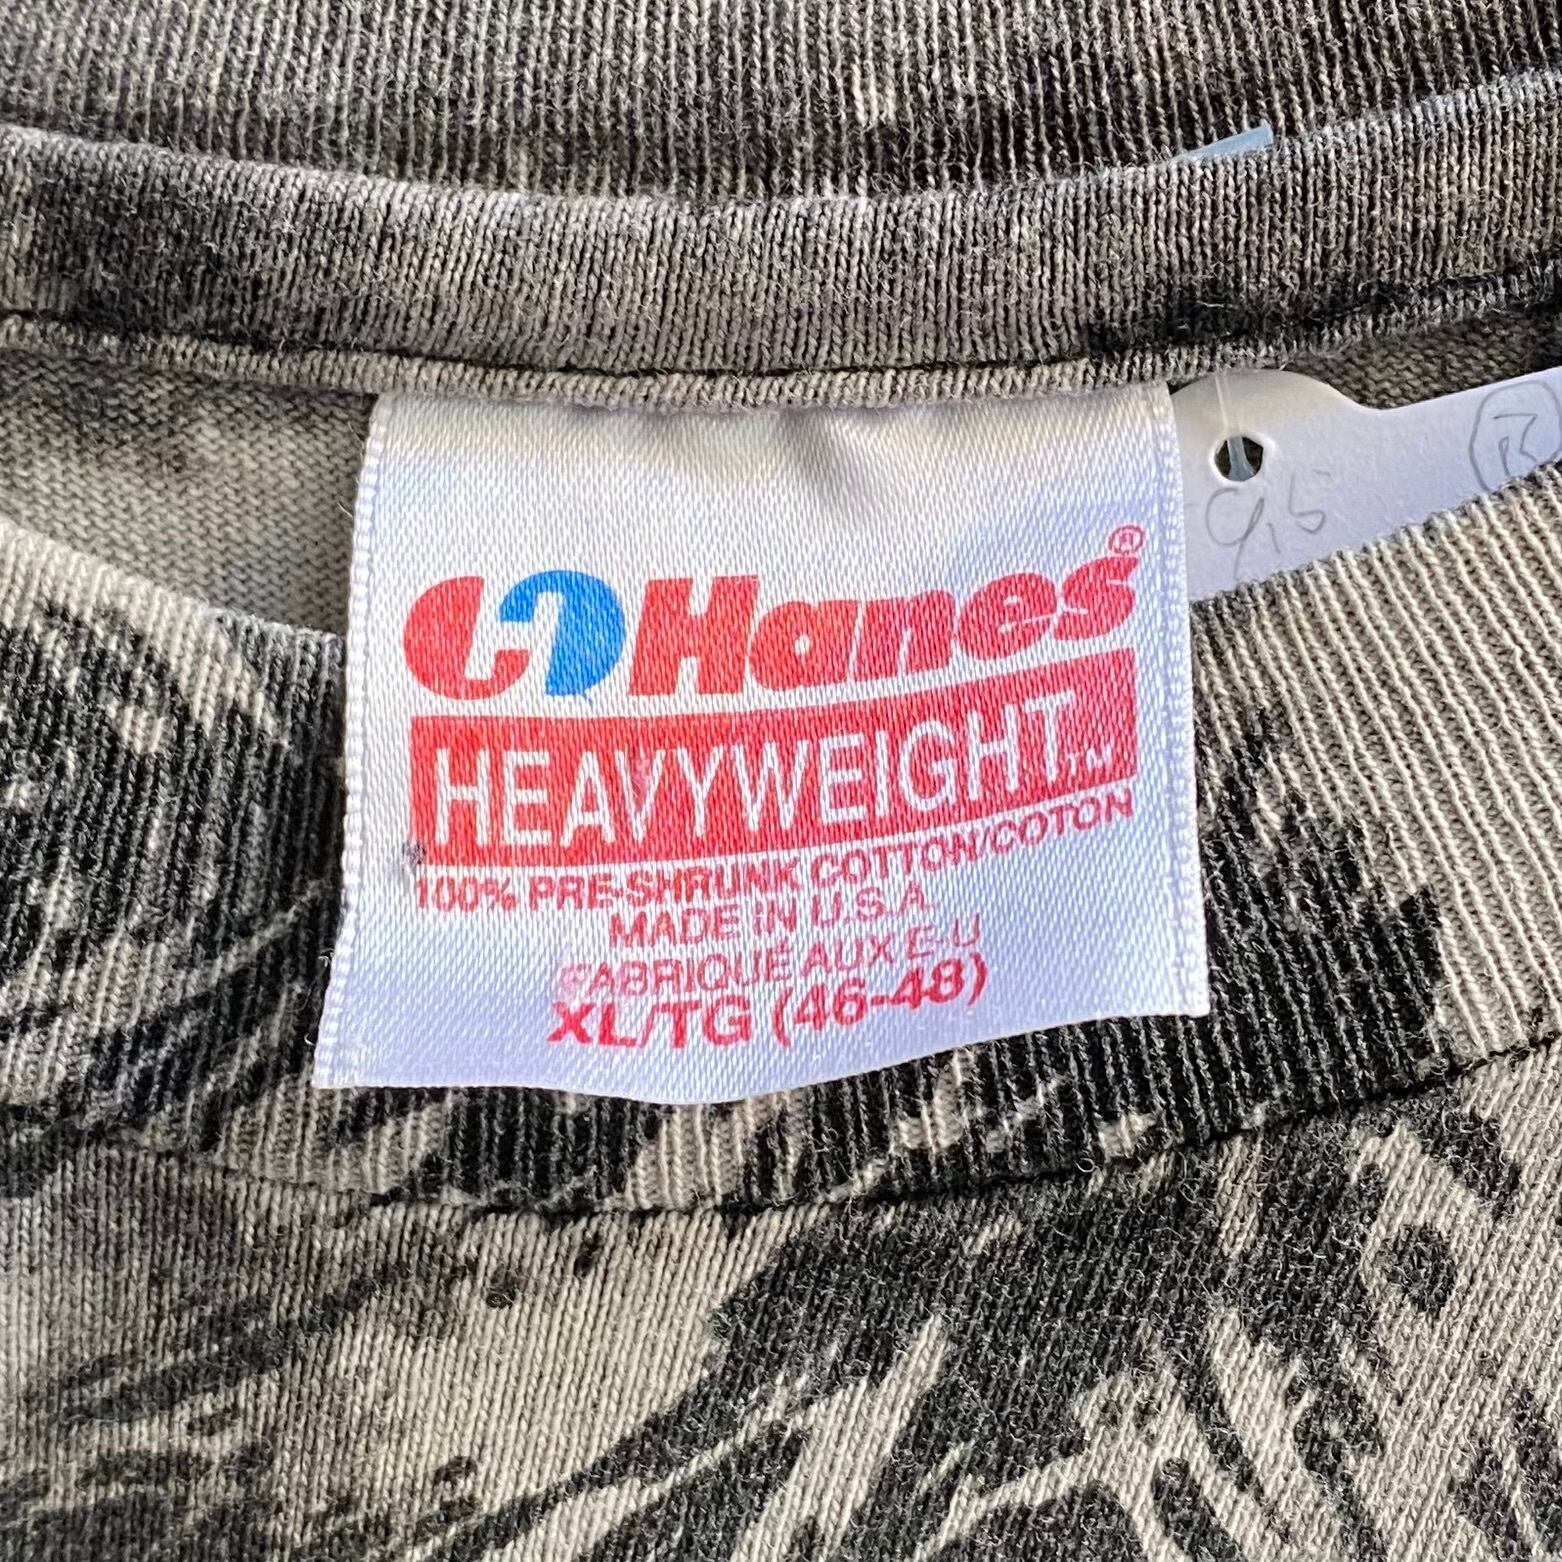 Hanes®
HEAVYWEIGHT™
100% PRE-SHRUNK COTTON/COTON
MADE IN U.S.A.
FABRIQUÉ AUX E-U
XL/TG (46-48)